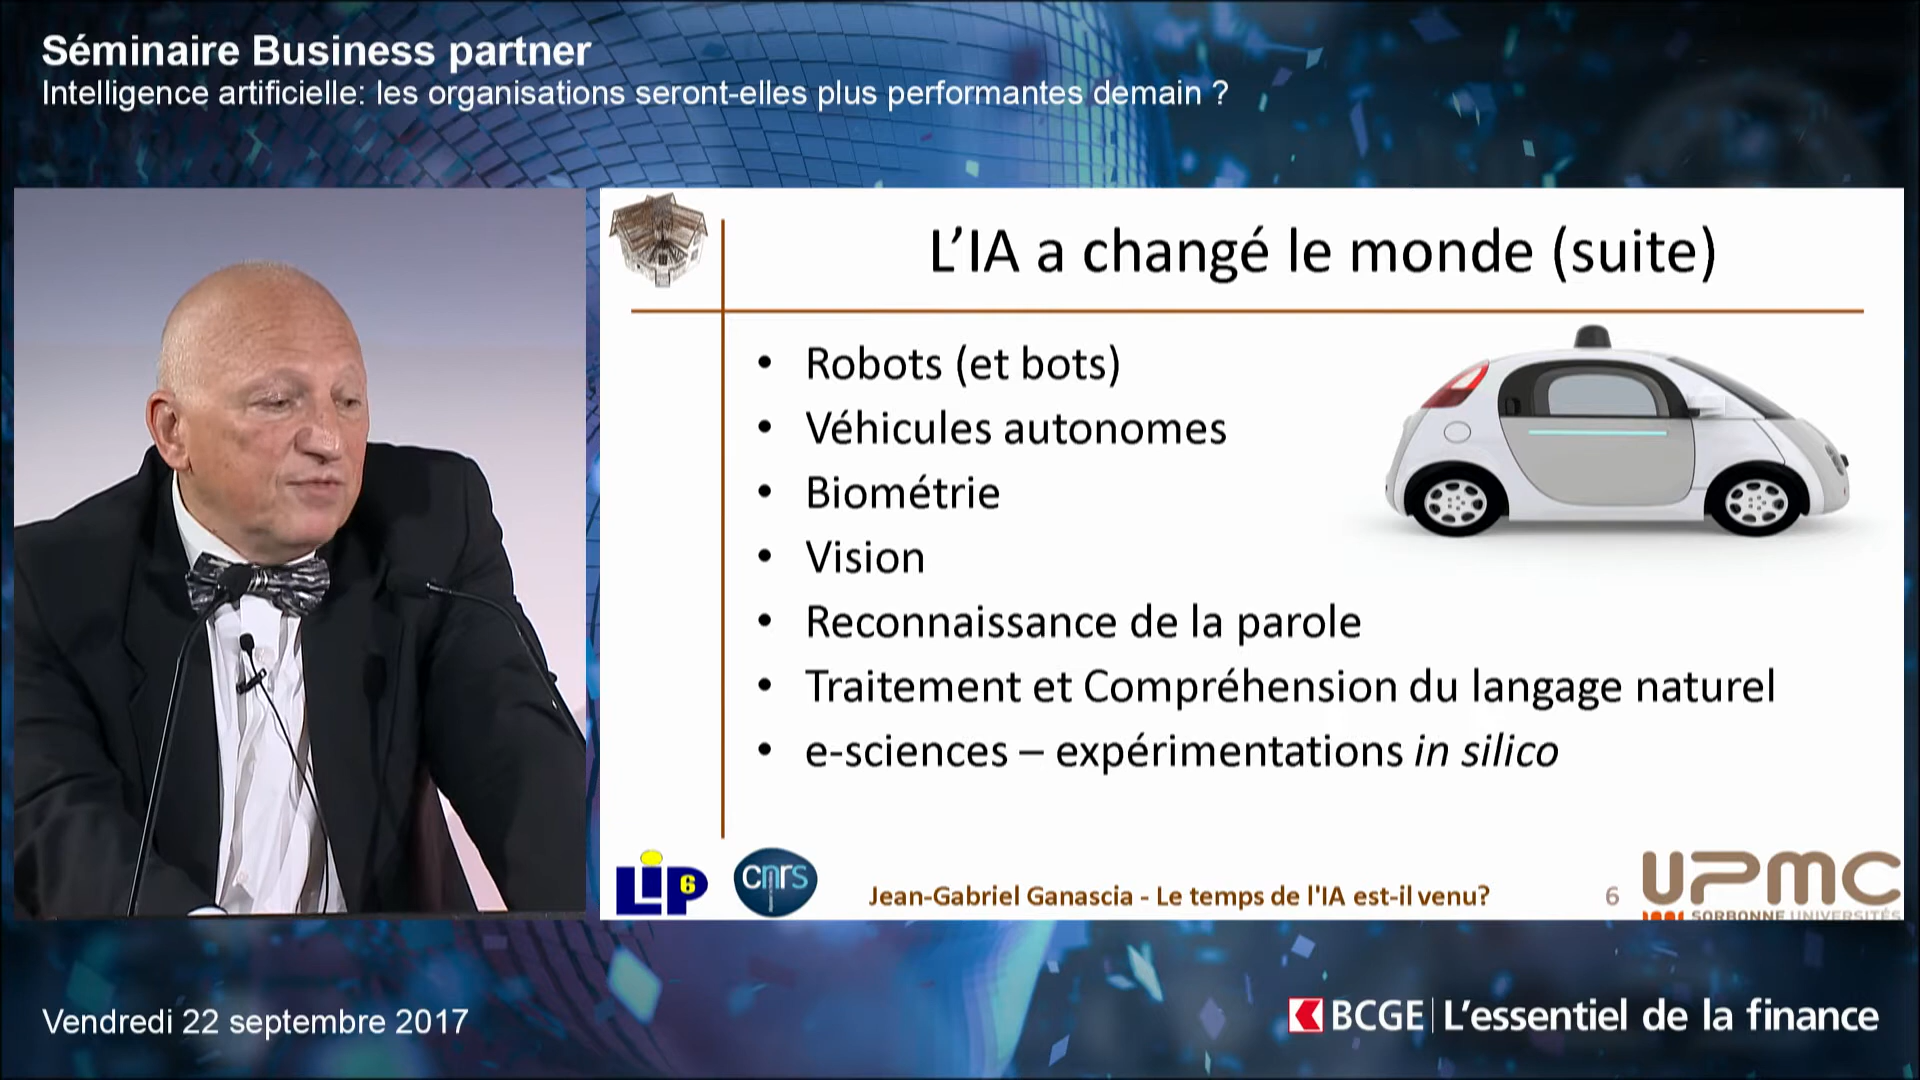 Séminaire Business partner
Intelligence artificielle: les organisations seront-elles plus performantes demain ?
L’IA a changé le monde (suite)
• Robots (et bots)
• Véhicules autonomes
• Biométrie
• Vision
• Reconnaissance de la parole
• Traitement et Compréhension du langage naturel
• e-sciences – expérimentations in silico
LIP6
cnrs
Jean-Gabriel Ganascia - Le temps de l'IA est-il venu?
6
UPMC
SORBONNE UNIVERSITÉS
Vendredi 22 septembre 2017
BCGE | L’essentiel de la finance